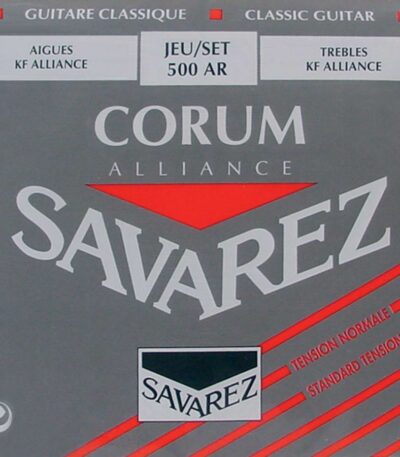 GUITARE CLASSIQUE
CLASSIC GUITAR
AIGUES
KF ALLIANCE
JEU/SET
500 AR
TREBLES
KF ALLIANCE
CORUM
ALLIANCE
SAVAREZ
TENSION NORMALE
STANDARD TENSION
SAVAREZ